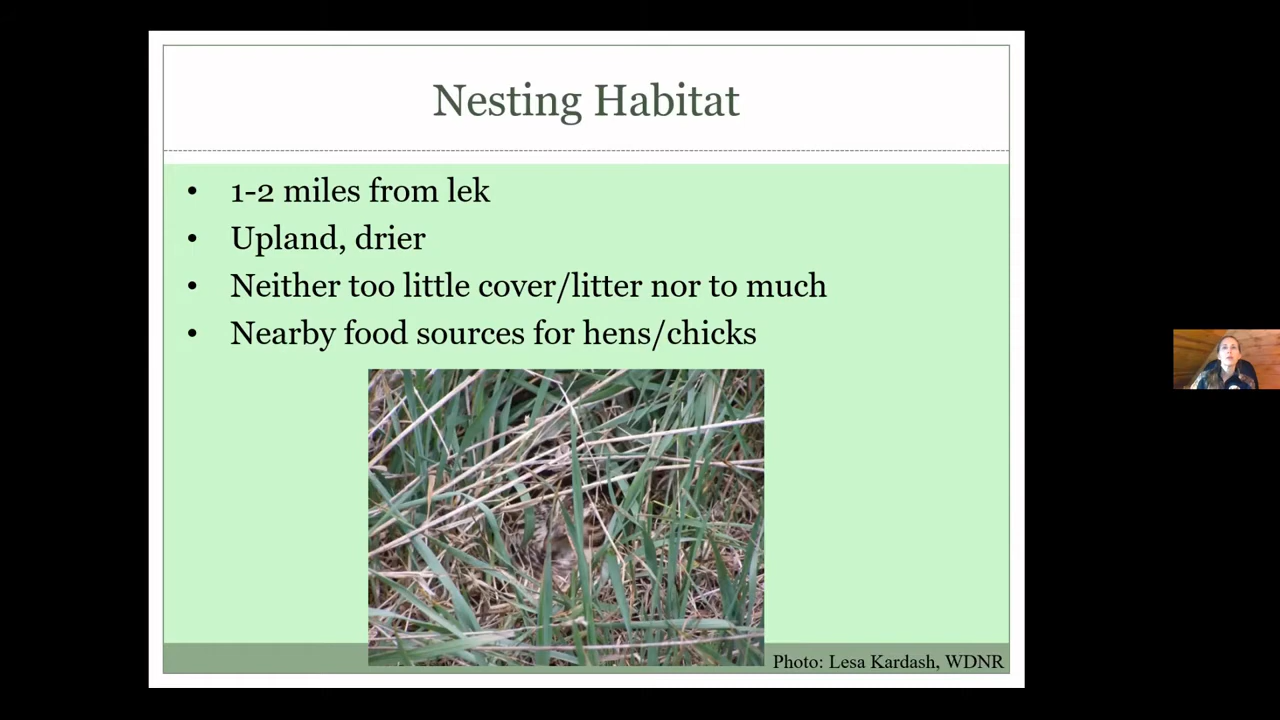 Nesting Habitat
• 1-2 miles from lek
• Upland, drier
• Neither too little cover/litter nor to much
• Nearby food sources for hens/chicks
Photo: Lesa Kardash, WDNR